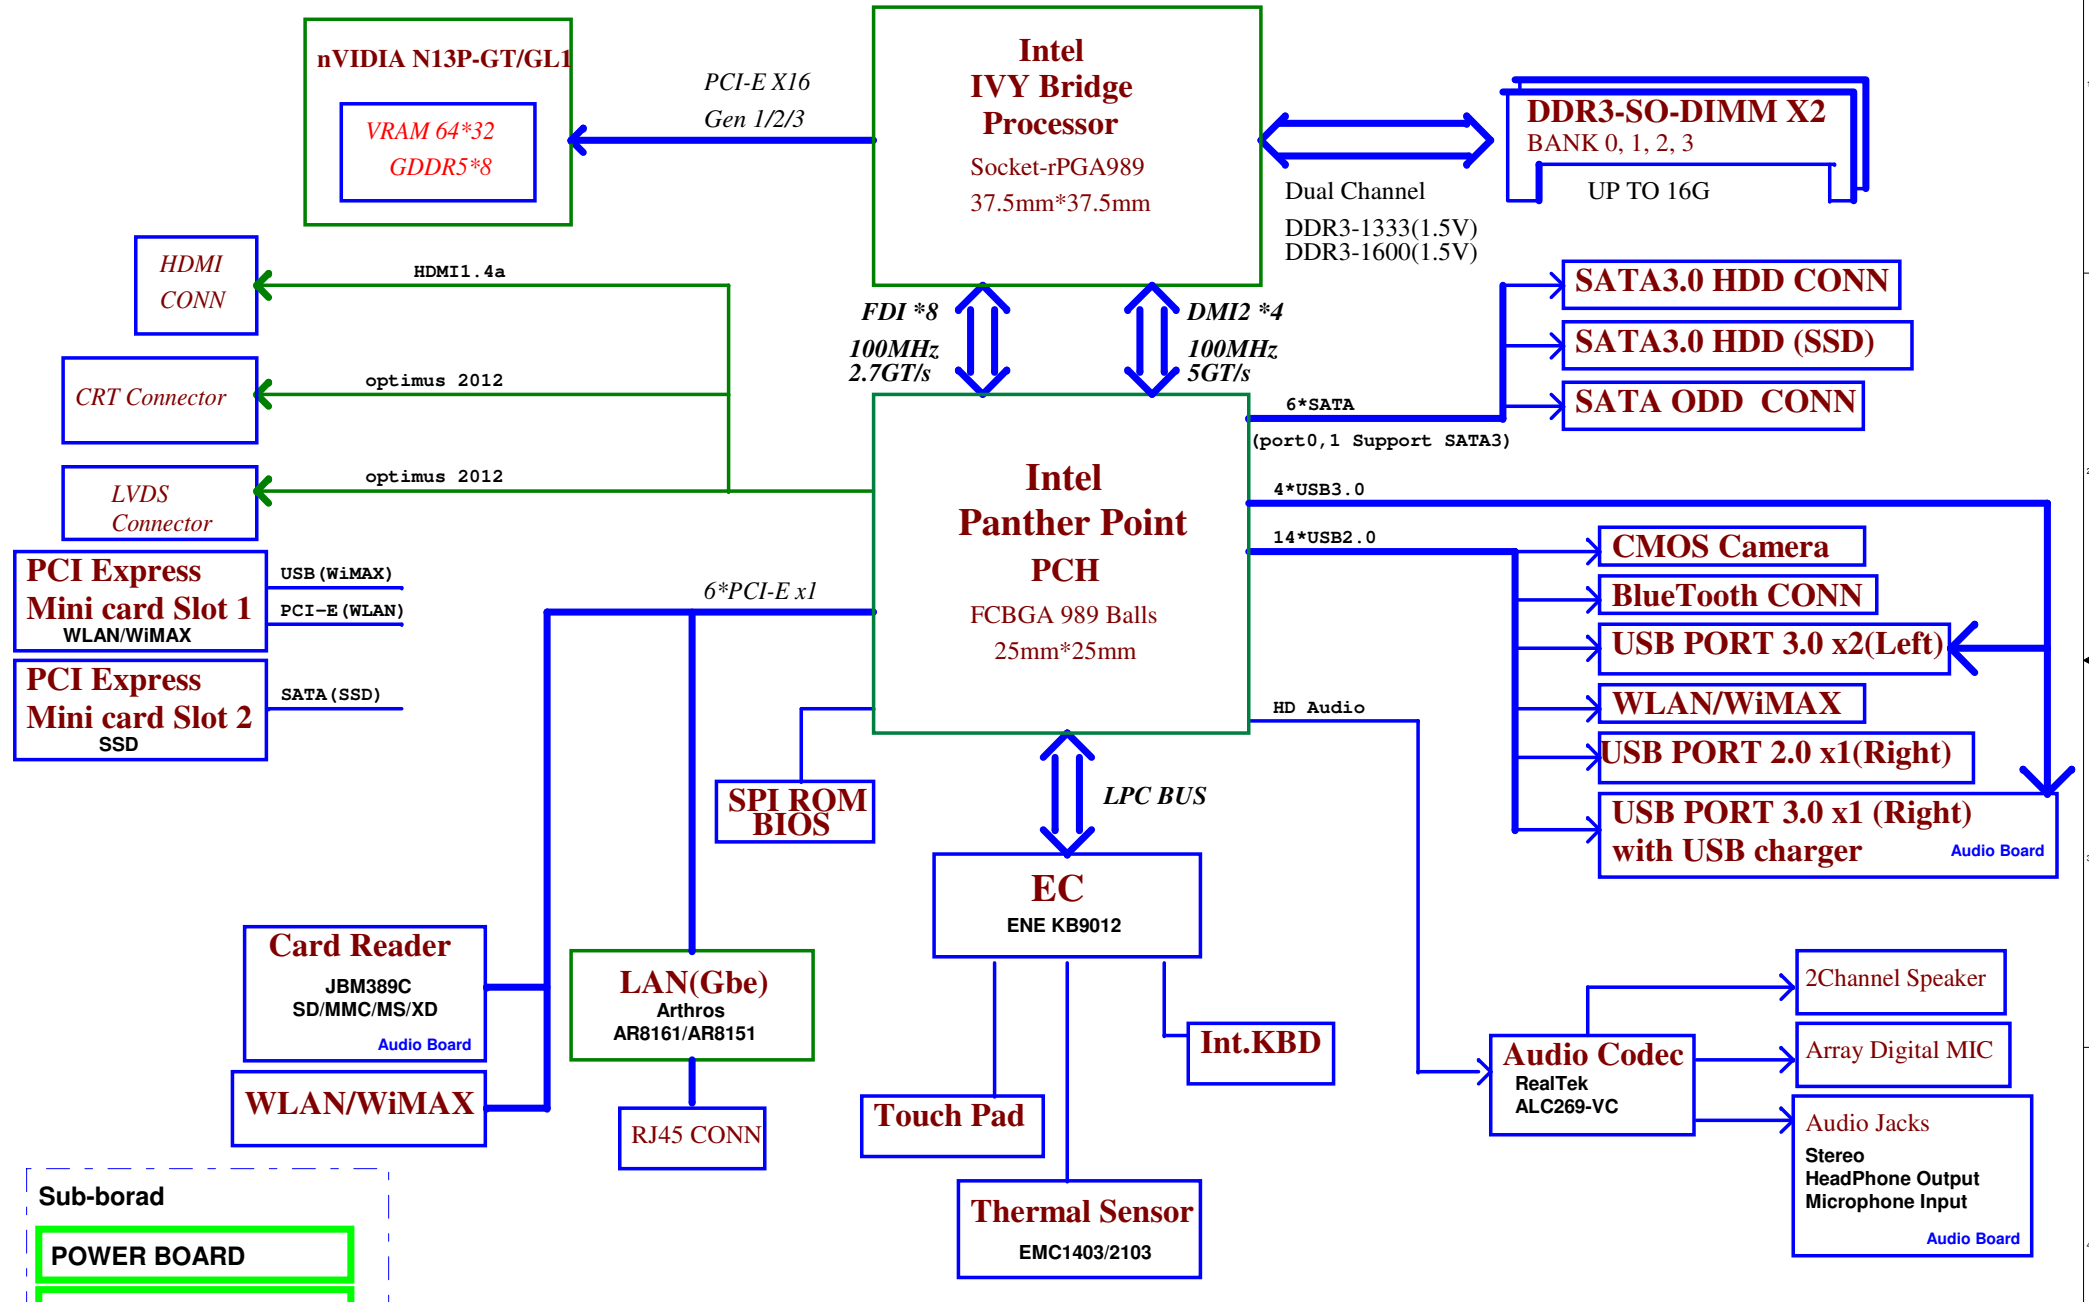 nVIDIA N13P-GT/GL1
VRAM 64*32
GDDR5*8
PCI-E X16
Gen 1/2/3
Intel
IVY Bridge
Processor
Socket-rPGA989
37.5mm*37.5mm
DDR3-SO-DIMM X2
BANK 0, 1, 2, 3
UP TO 16G
Dual Channel
DDR3-1333(1.5V)
DDR3-1600(1.5V)
HDMI
CONN
HDMI1.4a
CRT Connector
optimus 2012
LVDS
Connector
optimus 2012
FDI *8
100MHz
2.7GT/s
DMI2 *4
100MHz
5GT/s
6*SATA
(port0,1 Support SATA3)
SATA3.0 HDD CONN
SATA3.0 HDD (SSD)
SATA ODD CONN
Intel
Panther Point
PCH
FCBGA 989 Balls
25mm*25mm
4*USB3.0
14*USB2.0
CMOS Camera
BlueTooth CONN
USB PORT 3.0 x2(Left)
WLAN/WiMAX
USB PORT 2.0 x1(Right)
USB PORT 3.0 x1 (Right)
with USB charger
Audio Board
PCI Express
Mini card Slot 1
WLAN/WiMAX
USB(WiMAX)
PCI-E(WLAN)
PCI Express
Mini card Slot 2
SSD
SATA(SSD)
6*PCI-E x1
HD Audio
SPI ROM
BIOS
LPC BUS
EC
ENE KB9012
Card Reader
JBM389C
SD/MMC/MS/XD
Audio Board
LAN(Gbe)
Arthros
AR8161/AR8151
WLAN/WiMAX
RJ45 CONN
Touch Pad
Int.KBD
Thermal Sensor
EMC1403/2103
Audio Codec
RealTek
ALC269-VC
2Channel Speaker
Array Digital MIC
Audio Jacks
Stereo
HeadPhone Output
Microphone Input
Audio Board
Sub-borad
POWER BOARD